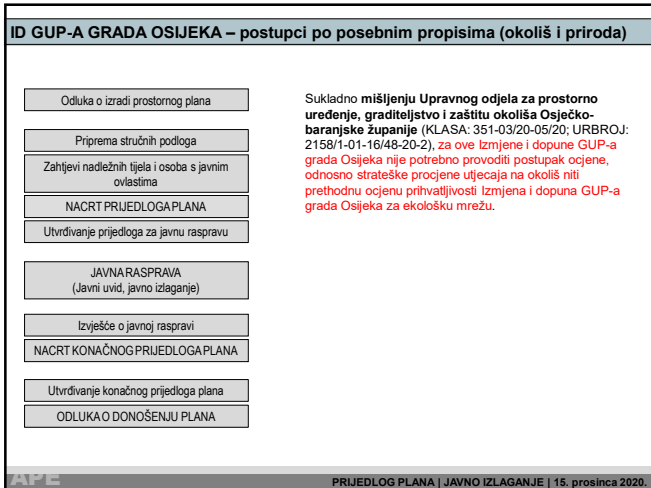 ID GUP-A GRADA OSIJEKA – postupci po posebnim propisima (okoliš i priroda)
Odluka o izradi prostornog plana
Priprema stručnih podloga
Zahtjevi nadležnih tijela i osoba s javnim
ovlastima
NACRT PRIJEDLOGA PLANA
Utvrđivanje prijedloga za javnu raspravu
JAVNA RASPRAVA
(Javni uvid, javno izlaganje)
Izvješće o javnoj raspravi
NACRT KONAČNOG PRIJEDLOGA PLANA
Utvrđivanje konačnog prijedloga plana
ODLUKA O DONOŠENJU PLANA
Sukladno mišljenju Upravnog odjela za prostorno
uređenje, graditeljstvo i zaštitu okoliša Osječko-
baranjske županije (KLASA: 351-03/20-05/20; URBROJ:
2158/1-01-16/48-20-2), za ove Izmjene i dopune GUP-a
grada Osijeka nije potrebno provoditi postupak ocjene,
odnosno strateške procjene utjecaja na okoliš niti
prethodnu ocjenu prihvatljivosti Izmjena i dopuna GUP-a
grada Osijeka za ekološku mrežu.
APE
PRIJEDLOG PLANA | JAVNO IZLAGANJE | 15. prosinca 2020.